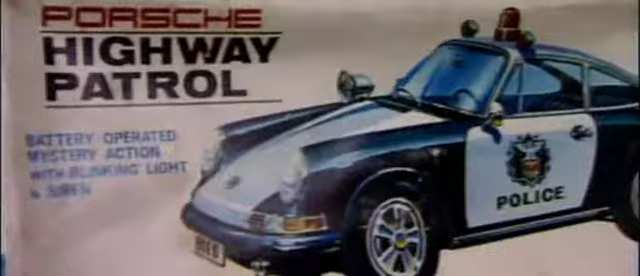 PORSCHE
HIGHWAY
PATROL
BATTERY OPERATED
MYSTERY ACTION
WITH BLINKING LIGHT
& SIREN
POLICE